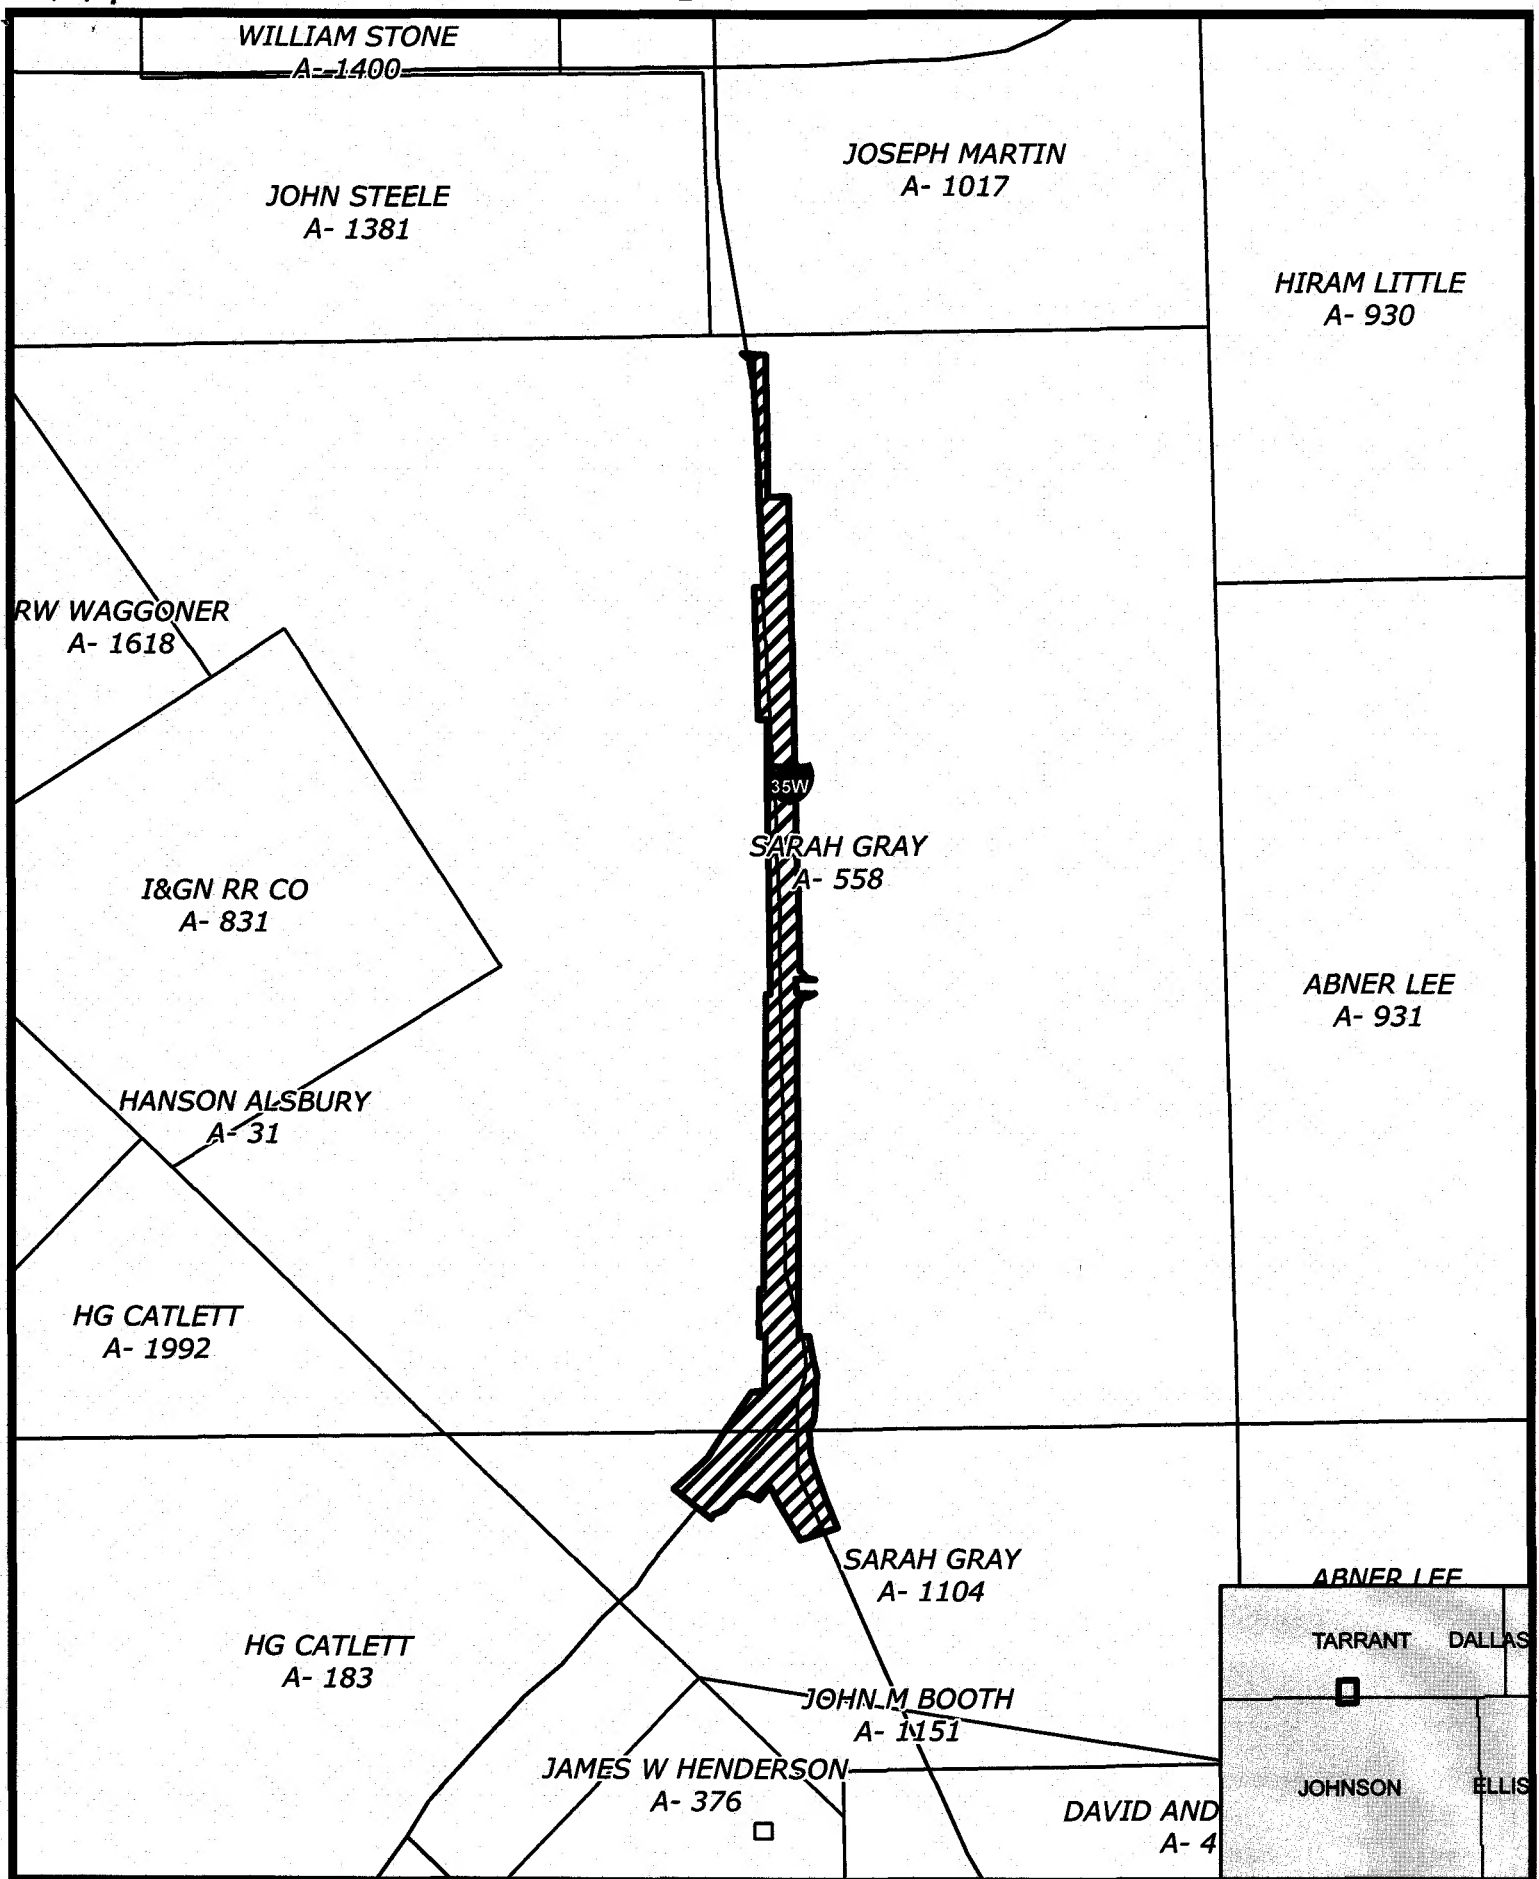 WILLIAM STONE
A- 1400
JOSEPH MARTIN
A- 1017
JOHN STEELE
A- 1381
HIRAM LITTLE
A- 930
RW WAGGONER
A- 1618
35W
SARAH GRAY
A- 558
I&GN RR CO
A- 831
ABNER LEE
A- 931
HANSON ALSBURY
A- 31
HG CATLETT
A- 1992
SARAH GRAY
A- 1104
ABNER LEE
HG CATLETT
A- 183
TARRANT DALLAS
JOHN M BOOTH
A- 1151
JAMES W HENDERSON
A- 376
JOHNSON ELLIS
DAVID AND
A- 4